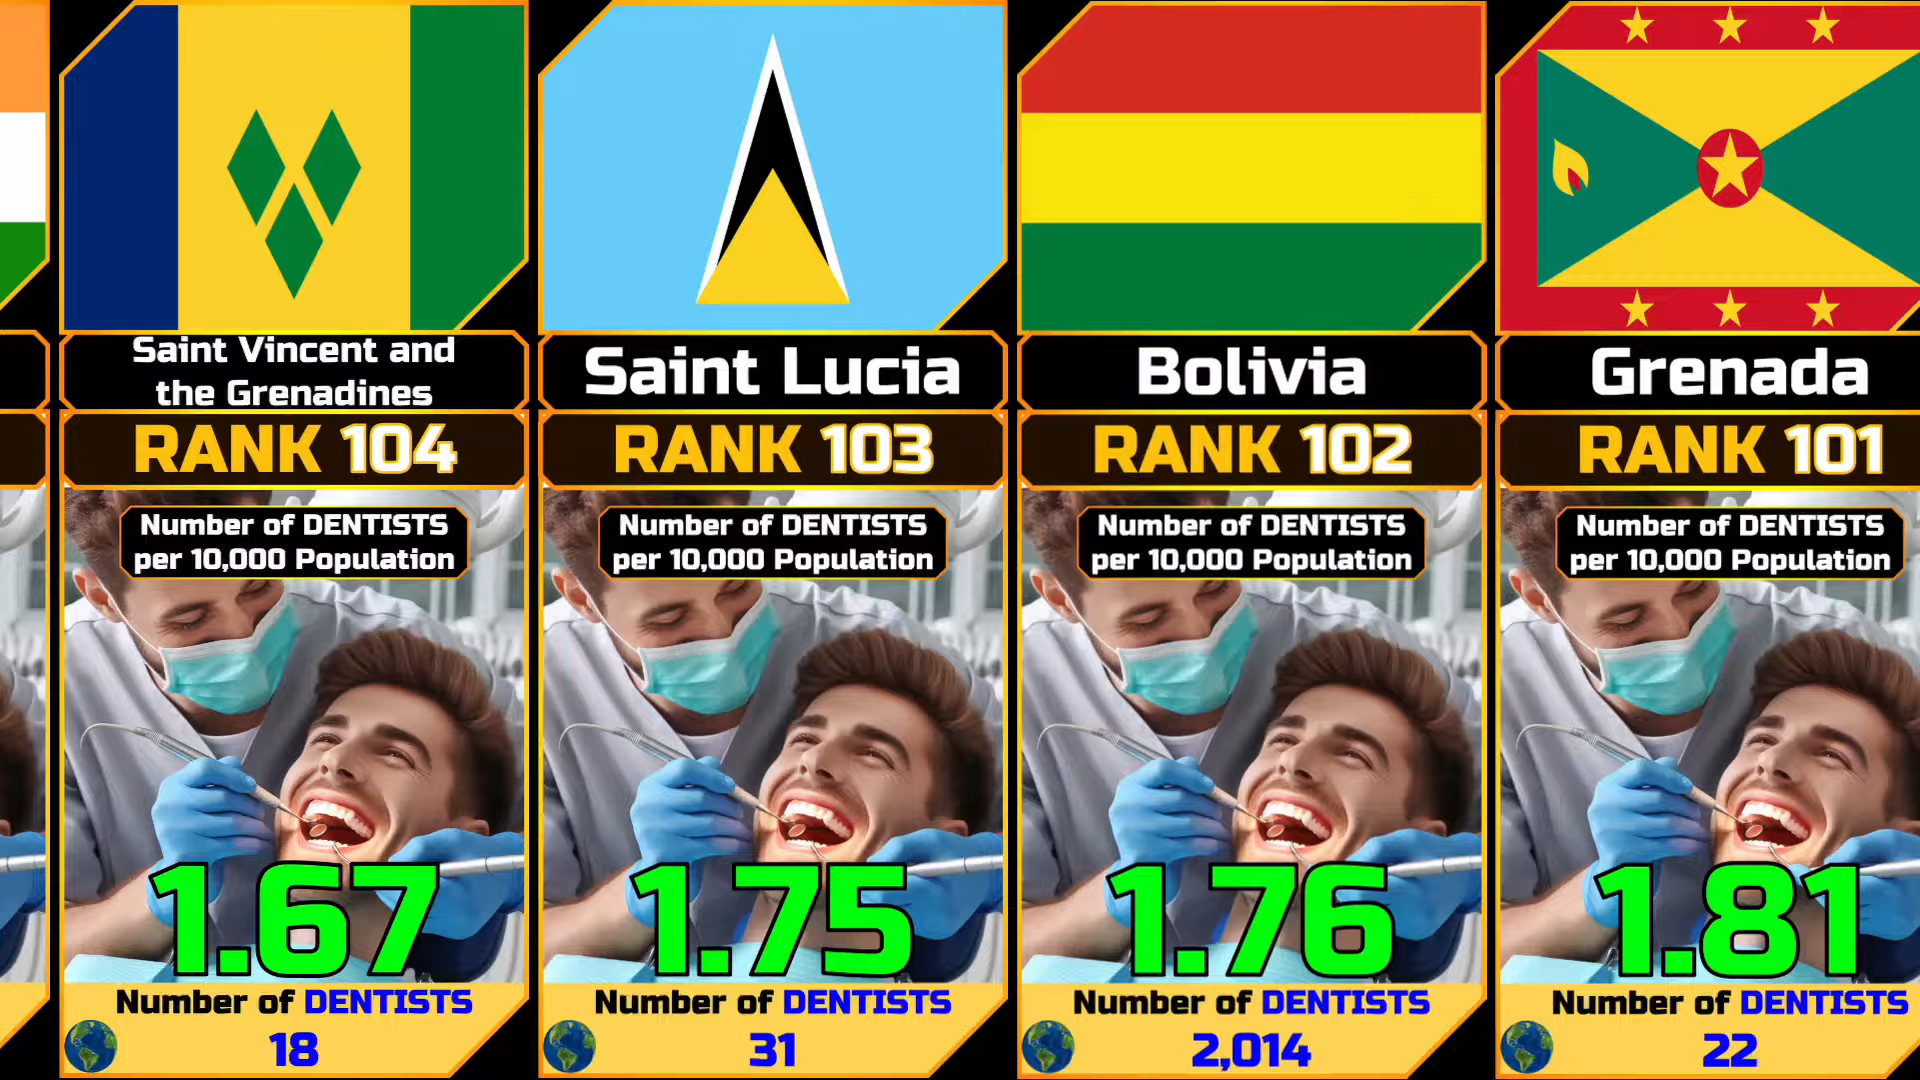 Saint Vincent and
the Grenadines
RANK 104
Number of DENTISTS
per 10,000 Population
1.67
Number of DENTISTS
18
Saint Lucia
RANK 103
Number of DENTISTS
per 10,000 Population
1.75
Number of DENTISTS
31
Bolivia
RANK 102
Number of DENTISTS
per 10,000 Population
1.76
Number of DENTISTS
2,014
Grenada
RANK 101
Number of DENTISTS
per 10,000 Population
1.81
Number of DENTISTS
22